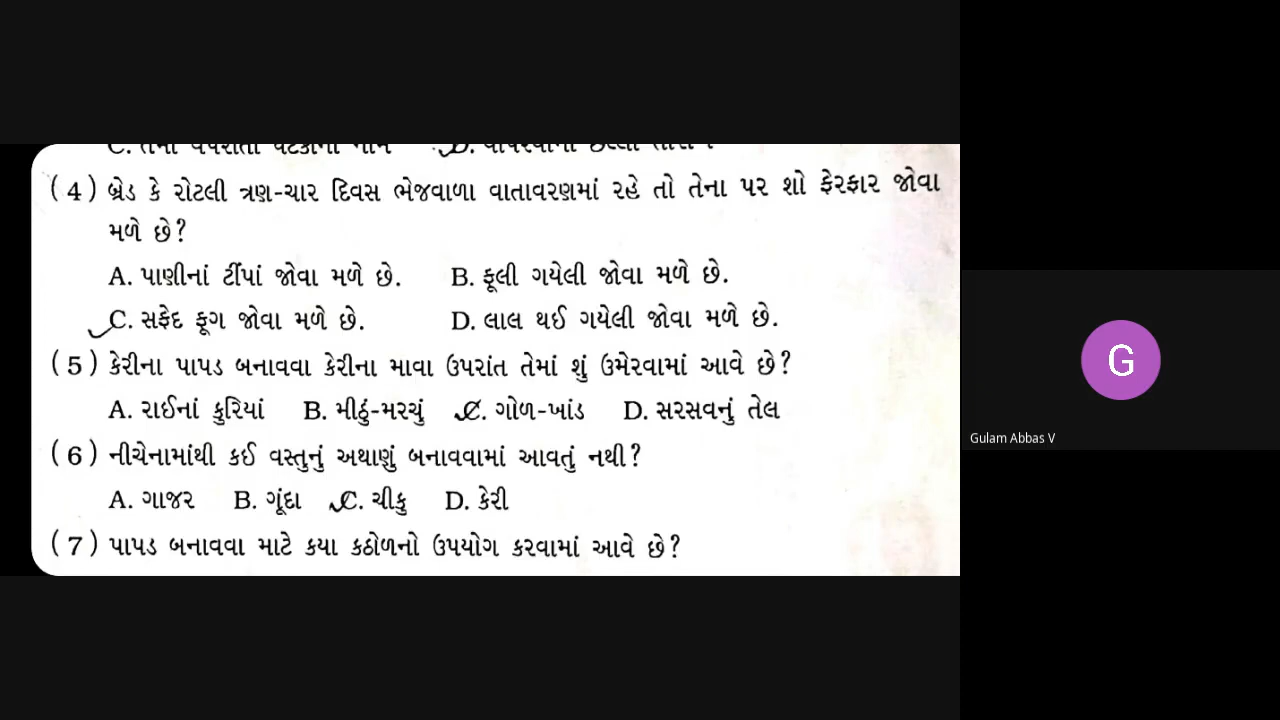 (4) બ્રેડ કે રોટલી ત્રણ-ચાર દિવસ ભેજવાળા વાતાવરણમાં રહે તો તેના પર શો ફેરફાર જોવા
મળે છે?
A. પાણીનાં ટીંપાં જોવા મળે છે. B. ફૂલી ગયેલી જોવા મળે છે.
C. સફેદ ફૂગ જોવા મળે છે. D. લાલ થઈ ગયેલી જોવા મળે છે.
(5) કેરીના પાપડ બનાવવા કેરીના માવા ઉપરાંત તેમાં શું ઉમેરવામાં આવે છે?
A. રાઈનાં કુરિયાં B. મીઠું-મરચું C. ગોળ-ખાંડ D. સરસવનું તેલ
(6) નીચેનામાંથી કઈ વસ્તુનું અથાણું બનાવવામાં આવતું નથી?
A. ગાજર B. ગૂંદા C. ચીકુ D. કેરી
(7) પાપડ બનાવવા માટે કયા કઠોળનો ઉપયોગ કરવામાં આવે છે?
G
Gulam Abbas V